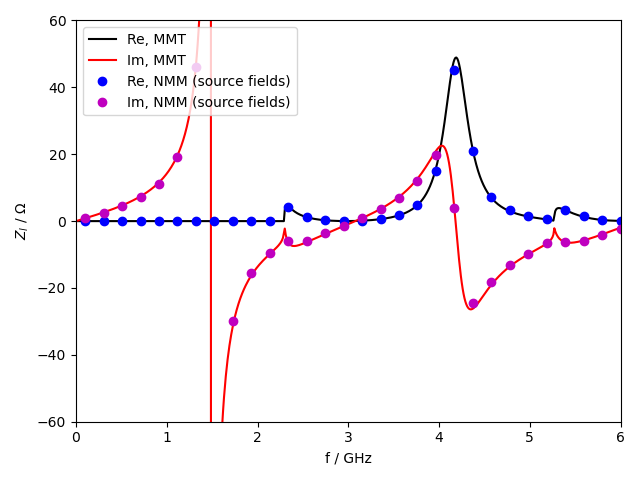 60
40
20
0
−20
−40
−60
Z_l / Ω
Re, MMT
Im, MMT
Re, NMM (source fields)
Im, NMM (source fields)
0 1 2 3 4 5 6
f / GHz